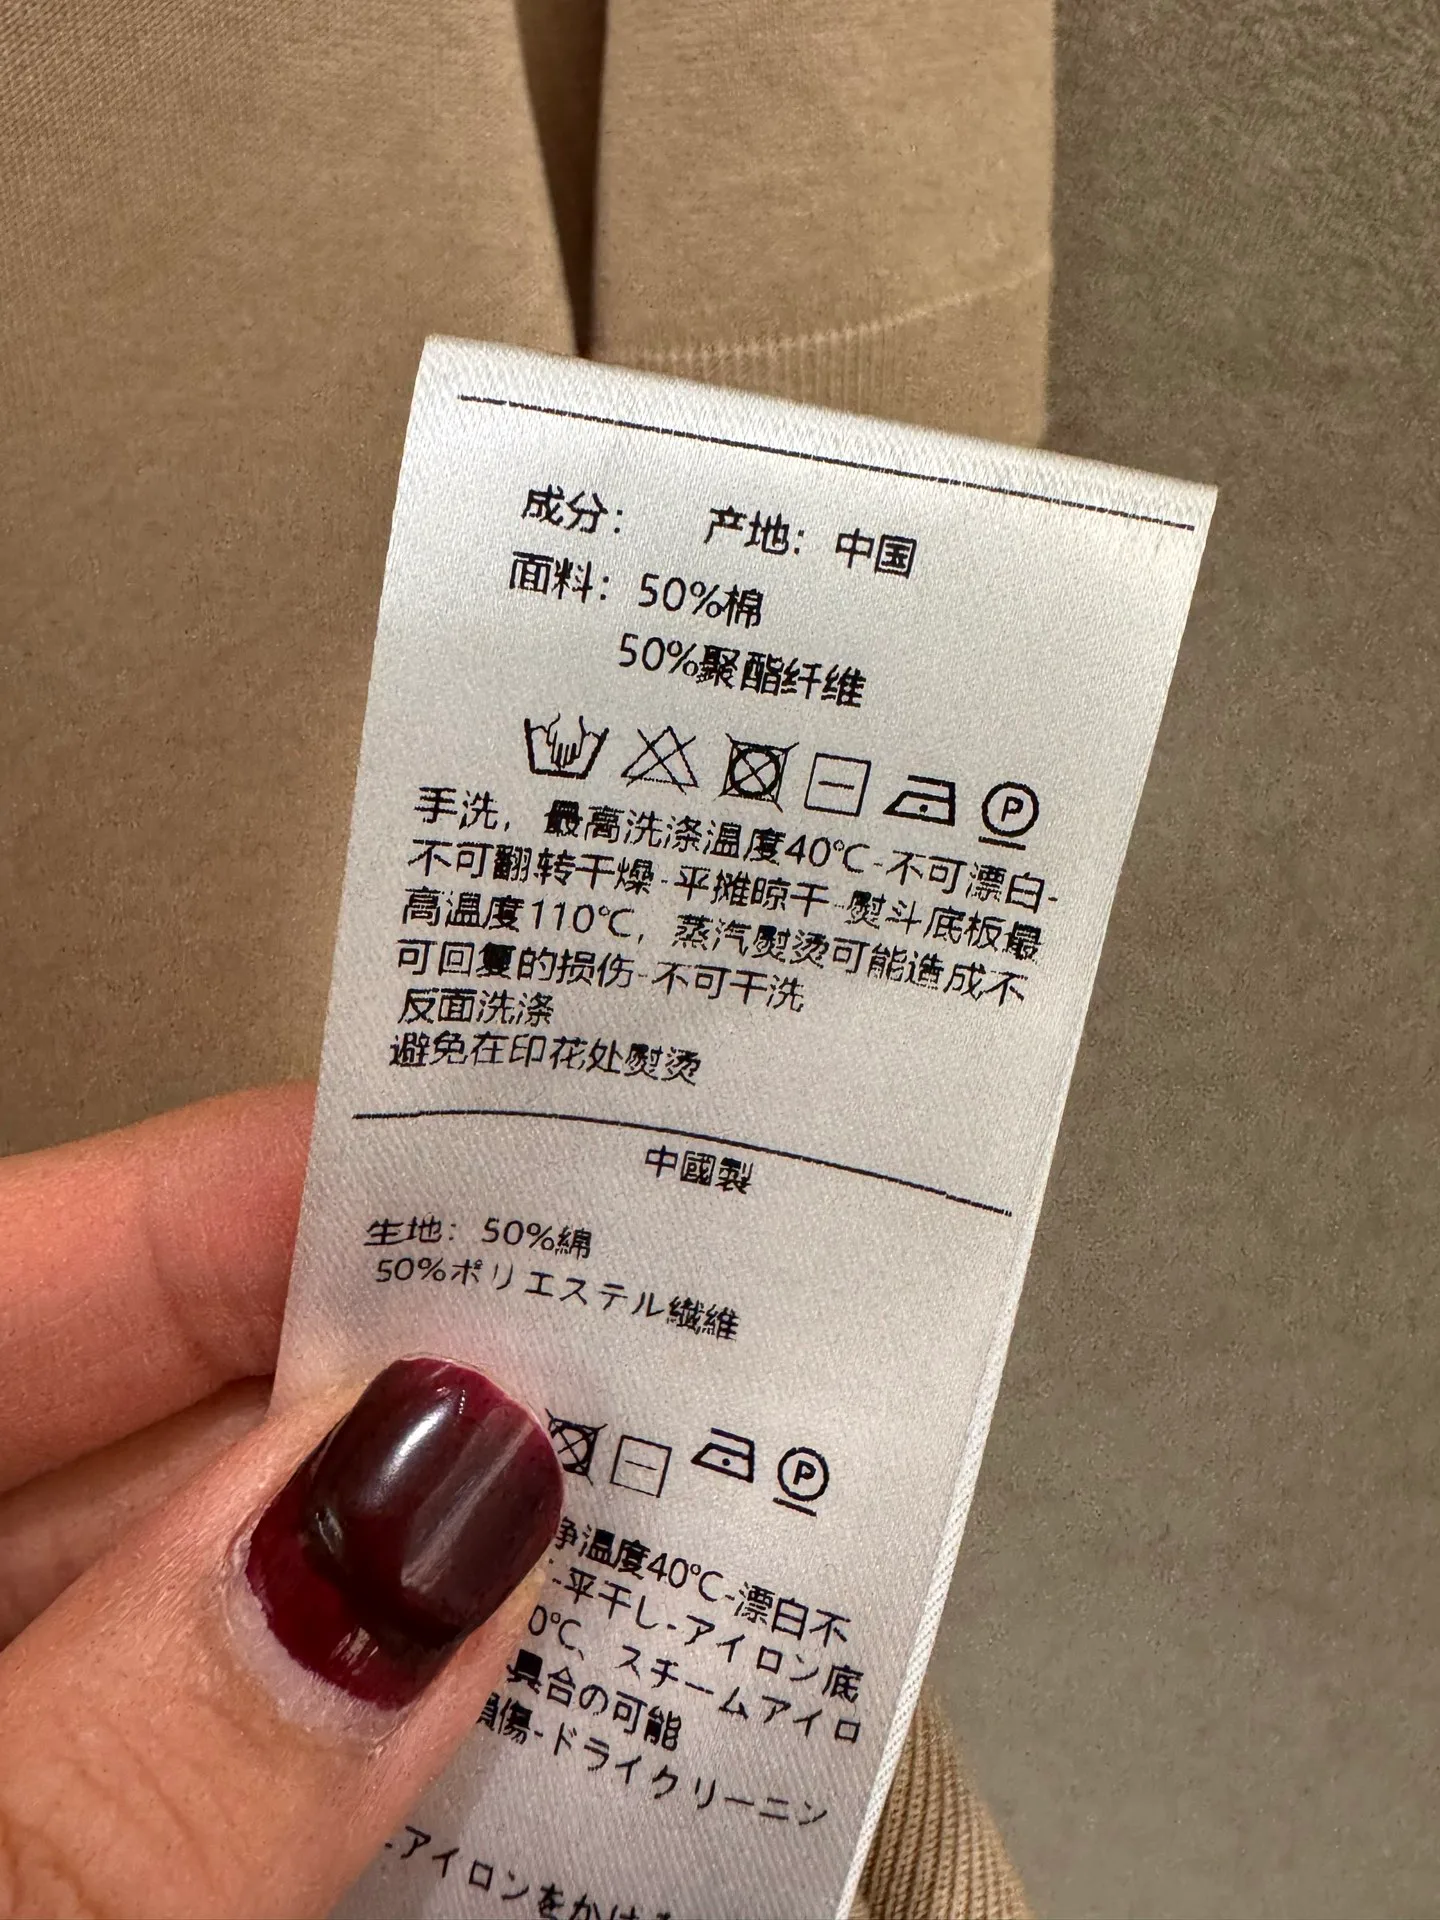 成分： 产地：中国
面料：50%棉
50%聚酯纤维
P
手洗，最高洗涤温度40℃-不可漂白-
不可翻转干燥-平摊晾干-熨斗底板最
高温度110℃，蒸汽熨烫可能造成不
可回复的损伤-不可干洗
反面洗涤
避免在印花处熨烫
中國製
生地：50%綿
50%ポリエステル繊維
P
浄温度40℃-漂白不
平干し-アイロン底
0℃、スチームアイロ
具合の可能
損傷-ドライクリーニン
アイロンをかける